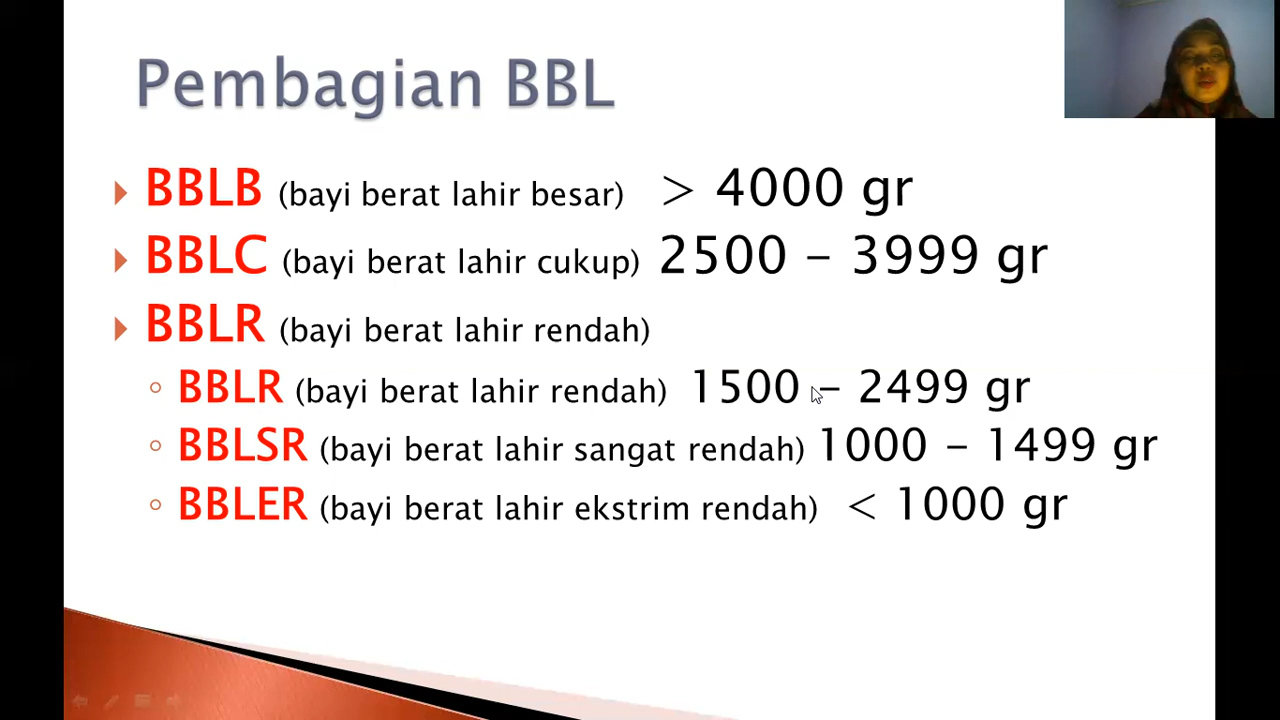 Pembagian BBL
BBLB (bayi berat lahir besar) > 4000 gr
BBLC (bayi berat lahir cukup) 2500 – 3999 gr
BBLR (bayi berat lahir rendah)
BBLR (bayi berat lahir rendah) 1500 – 2499 gr
BBLSR (bayi berat lahir sangat rendah) 1000 – 1499 gr
BBLER (bayi berat lahir ekstrim rendah) < 1000 gr